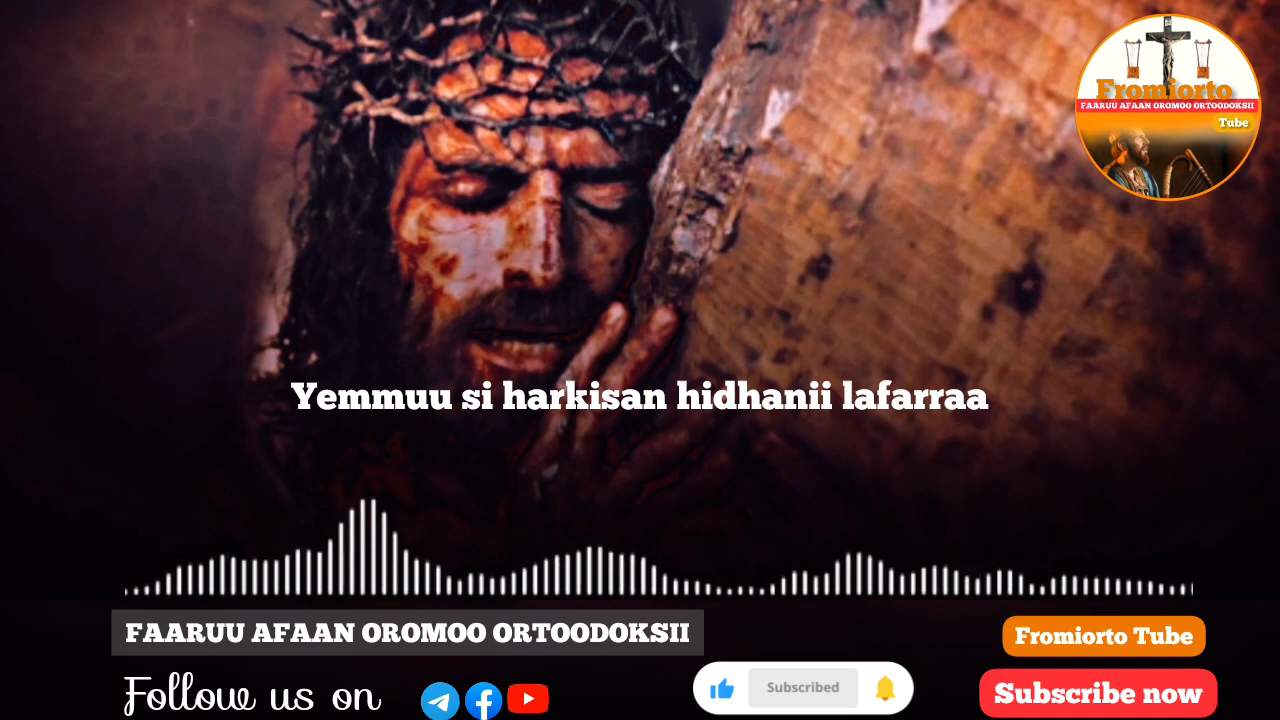 Fromiorto
FAARUU AFAAN OROMOO ORTOODOKSII
Tube
Yemmuu si harkisan hidhanii lafarraa
FAARUU AFAAN OROMOO ORTOODOKSII
Fromiorto Tube
Follow us on
Subscribed
Subscribe now